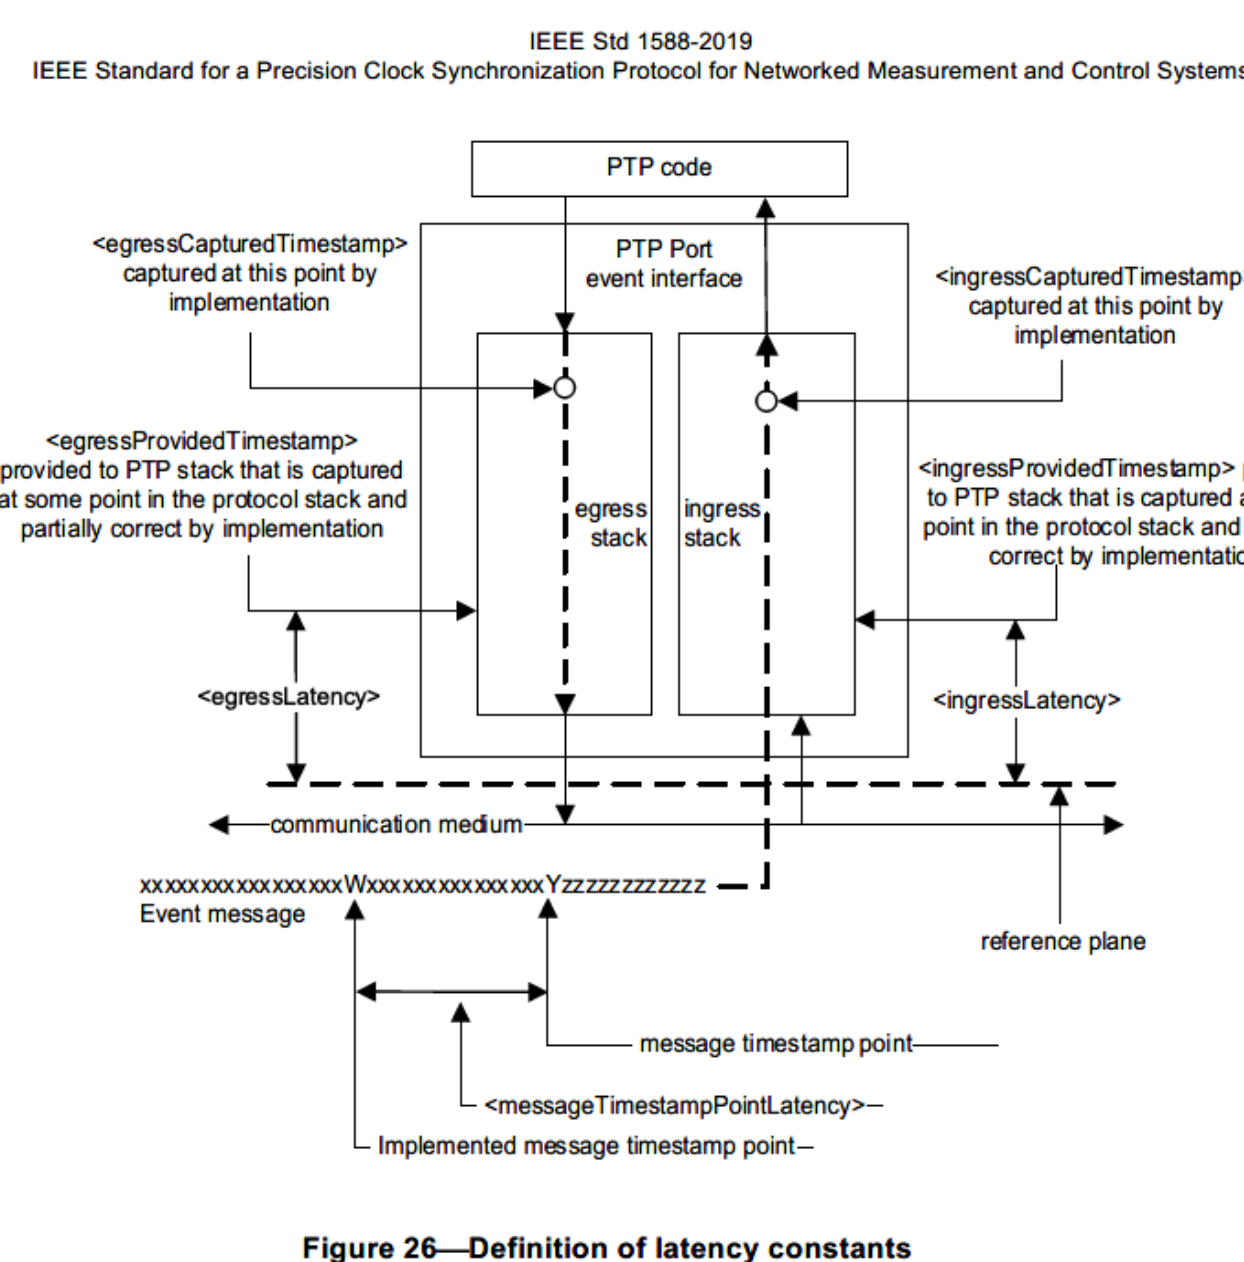 IEEE Std 1588-2019
IEEE Standard for a Precision Clock Synchronization Protocol for Networked Measurement and Control Systems
PTP code
<egressCapturedTimestamp>
captured at this point by
implementation
PTP Port
event interface
<ingressCapturedTimestamp
captured at this point by
implementation
<egressProvidedTimestamp>
provided to PTP stack that is captured
at some point in the protocol stack and
partially correct by implementation
<ingressProvidedTimestamp>
to PTP stack that is captured
point in the protocol stack and
correct by implementatio
egress
stack
ingress
stack
<egressLatency>
<ingressLatency>
communication medium
xxxxxxxxxxxxxxxxxWxxxxxxxxxxxxxxxYzzzzzzzzzzzz
Event message
reference plane
message timestamp point
<messageTimestampPointLatency>
Implemented message timestamp point
Figure 26—Definition of latency constants